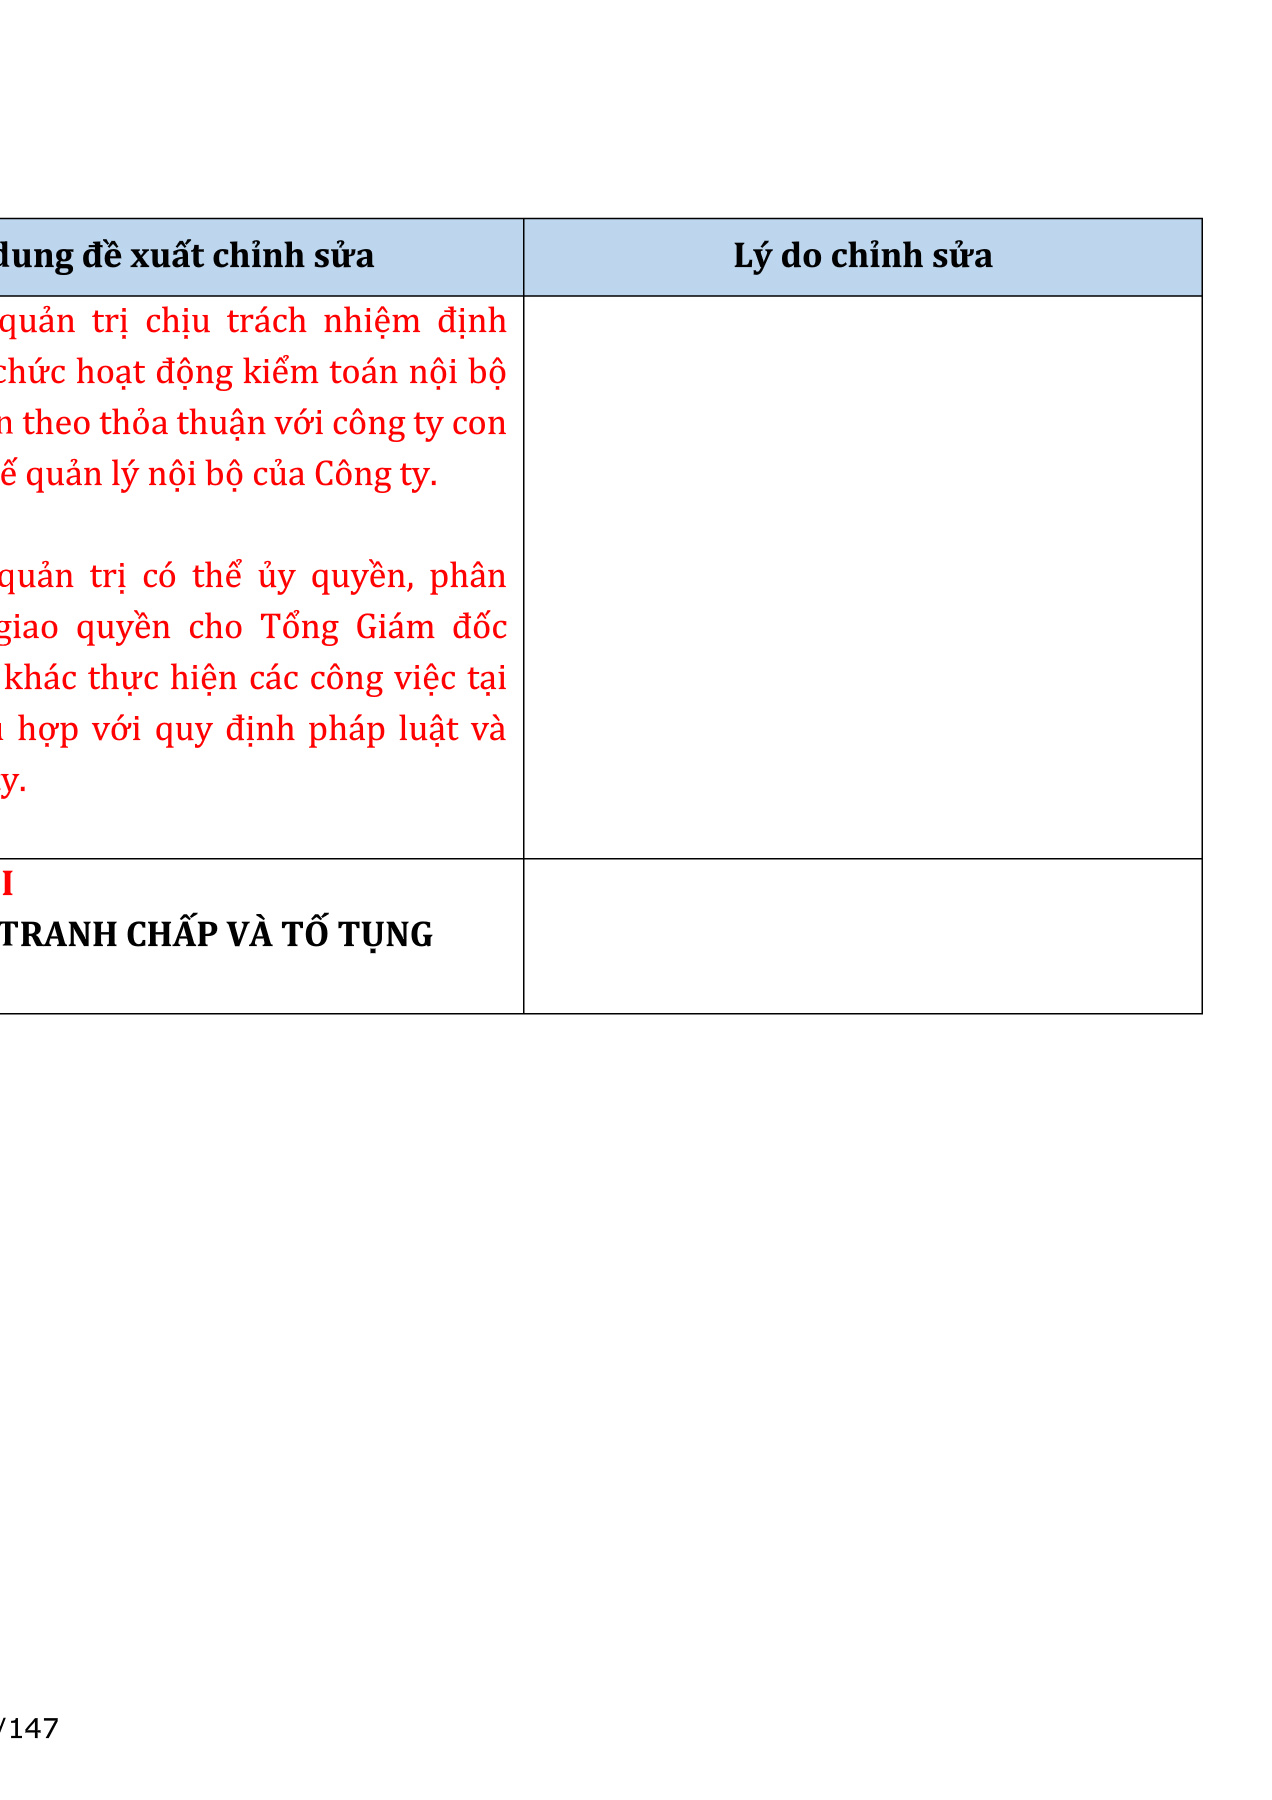 dung đề xuất chỉnh sửa
Lý do chỉnh sửa
quản trị chịu trách nhiệm định
chức hoạt động kiểm toán nội bộ
n theo thỏa thuận với công ty con
ế quản lý nội bộ của Công ty.
quản trị có thể ủy quyền, phân
giao quyền cho Tổng Giám đốc
khác thực hiện các công việc tại
hợp với quy định pháp luật và
y.
I
TRANH CHẤP VÀ TỐ TỤNG
/147